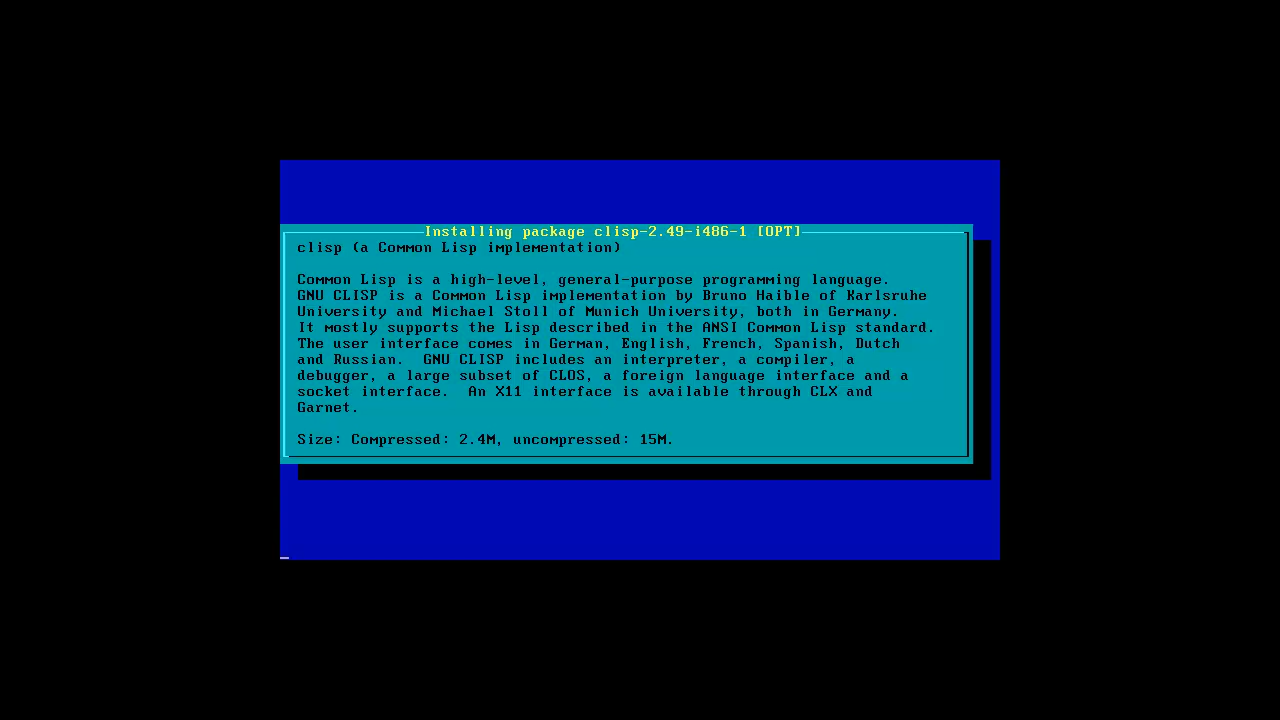 Installing package clisp-2.49-i486-1 [OPT]
clisp (a Common Lisp implementation)
Common Lisp is a high-level, general-purpose programming language.
GNU CLISP is a Common Lisp implementation by Bruno Haible of Karlsruhe
University and Michael Stoll of Munich University, both in Germany.
It mostly supports the Lisp described in the ANSI Common Lisp standard.
The user interface comes in German, English, French, Spanish, Dutch
and Russian.  GNU CLISP includes an interpreter, a compiler, a
debugger, a large subset of CLOS, a foreign language interface and a
socket interface.  An X11 interface is available through CLX and
Garnet.
Size: Compressed: 2.4M, uncompressed: 15M.